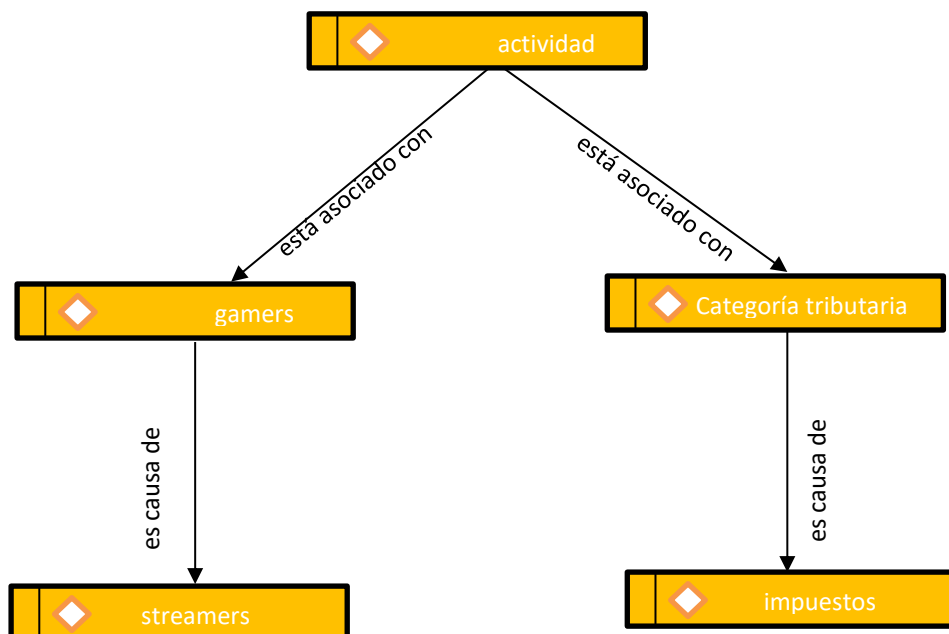 actividad
está asociado con
está asociado con
gamers
Categoría tributaria
es causa de
es causa de
streamers
impuestos